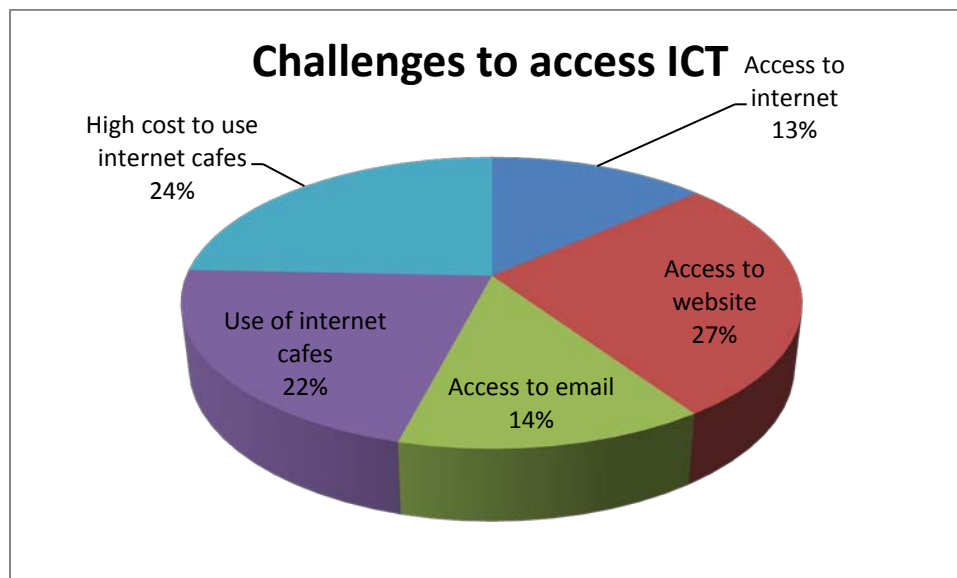 Challenges to access ICT
Access to
internet
13%
High cost to use
internet cafes
24%
Access to
website
27%
Use of internet
cafes
22%
Access to email
14%